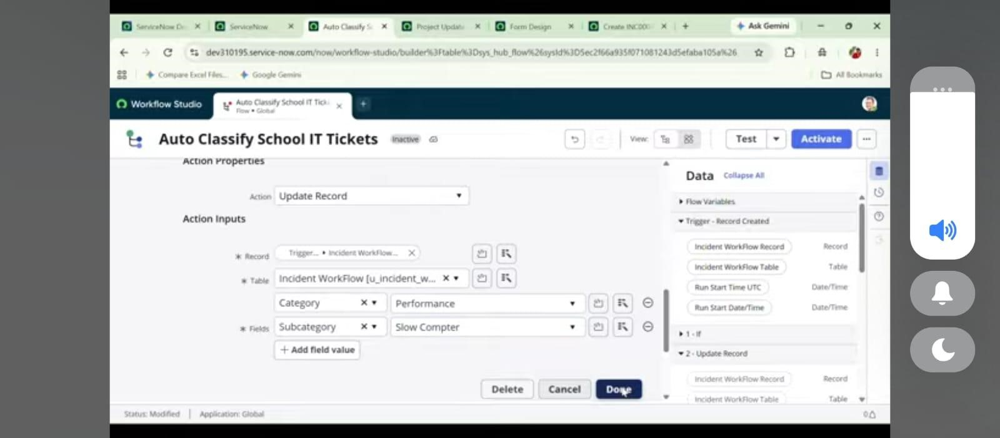 ServiceNow De
ServiceNow
Auto Classify S
Project Update
Form Design
Create INC000
Ask Gemini
dev310195.service-now.com/now/workflow-studio/builder%3Ftable%3Dsys_hub_flow%26sysId%3D5ec2f66a935f071081243d5efaba105a%26
Compare Excel Files...
Google Gemini
All Bookmarks
Workflow Studio
Auto Classify School IT Tick
Flow • Global
Auto Classify School IT Tickets
Inactive
View:
Test
Activate
Action Properties
Action
Update Record
Action Inputs
* Record
Trigger... ▸ Incident WorkFlow...
* Table
Incident WorkFlow [u_incident_w...
Category
Performance
* Fields
Subcategory
Slow Compter
+ Add field value
Delete
Cancel
Done
Data
Collapse All
Flow Variables
Trigger - Record Created
Incident WorkFlow Record
Record
Incident WorkFlow Table
Table
Run Start Time UTC
Date/Time
Run Start Date/Time
Date/Time
1 - If
2 - Update Record
Incident WorkFlow Record
Record
Incident WorkFlow Table
Table
Status: Modified | Application: Global
0